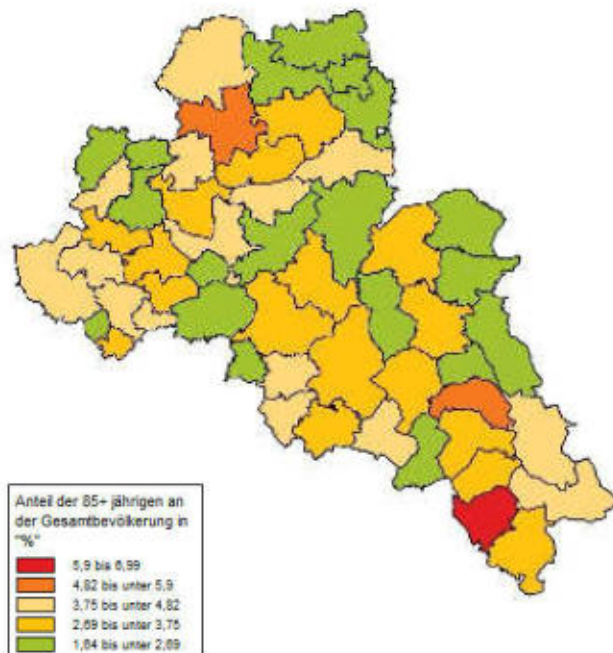 Anteil der 85+ jährigen an
der Gesamtbevölkerung in
"%"
5,9 bis 6,99
4,82 bis unter 5,9
3,75 bis unter 4,82
2,69 bis unter 3,75
1,64 bis unter 2,69